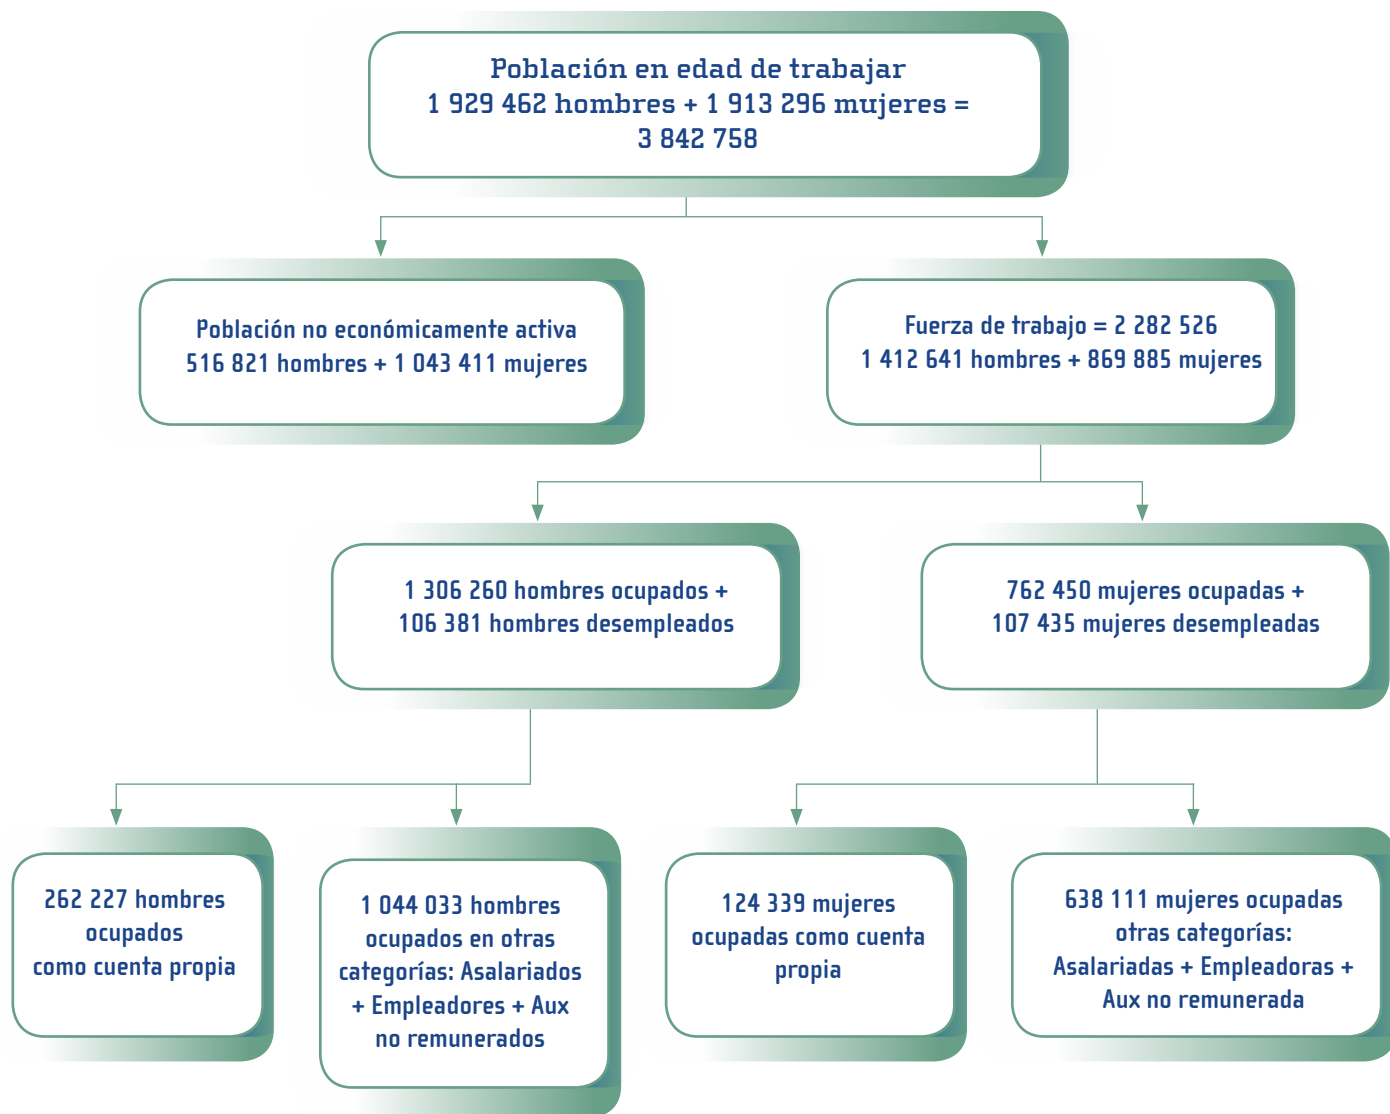 Población en edad de trabajar
1 929 462 hombres + 1 913 296 mujeres =
3 842 758
Población no económicamente activa
516 821 hombres + 1 043 411 mujeres
Fuerza de trabajo = 2 282 526
1 412 641 hombres + 869 885 mujeres
1 306 260 hombres ocupados +
106 381 hombres desempleados
762 450 mujeres ocupadas +
107 435 mujeres desempleadas
262 227 hombres
ocupados
como cuenta propia
1 044 033 hombres
ocupados en otras
categorías: Asalariados
+ Empleadores + Aux
no remunerados
124 339 mujeres
ocupadas como cuenta
propia
638 111 mujeres ocupadas
otras categorías:
Asalariadas + Empleadoras +
Aux no remunerada